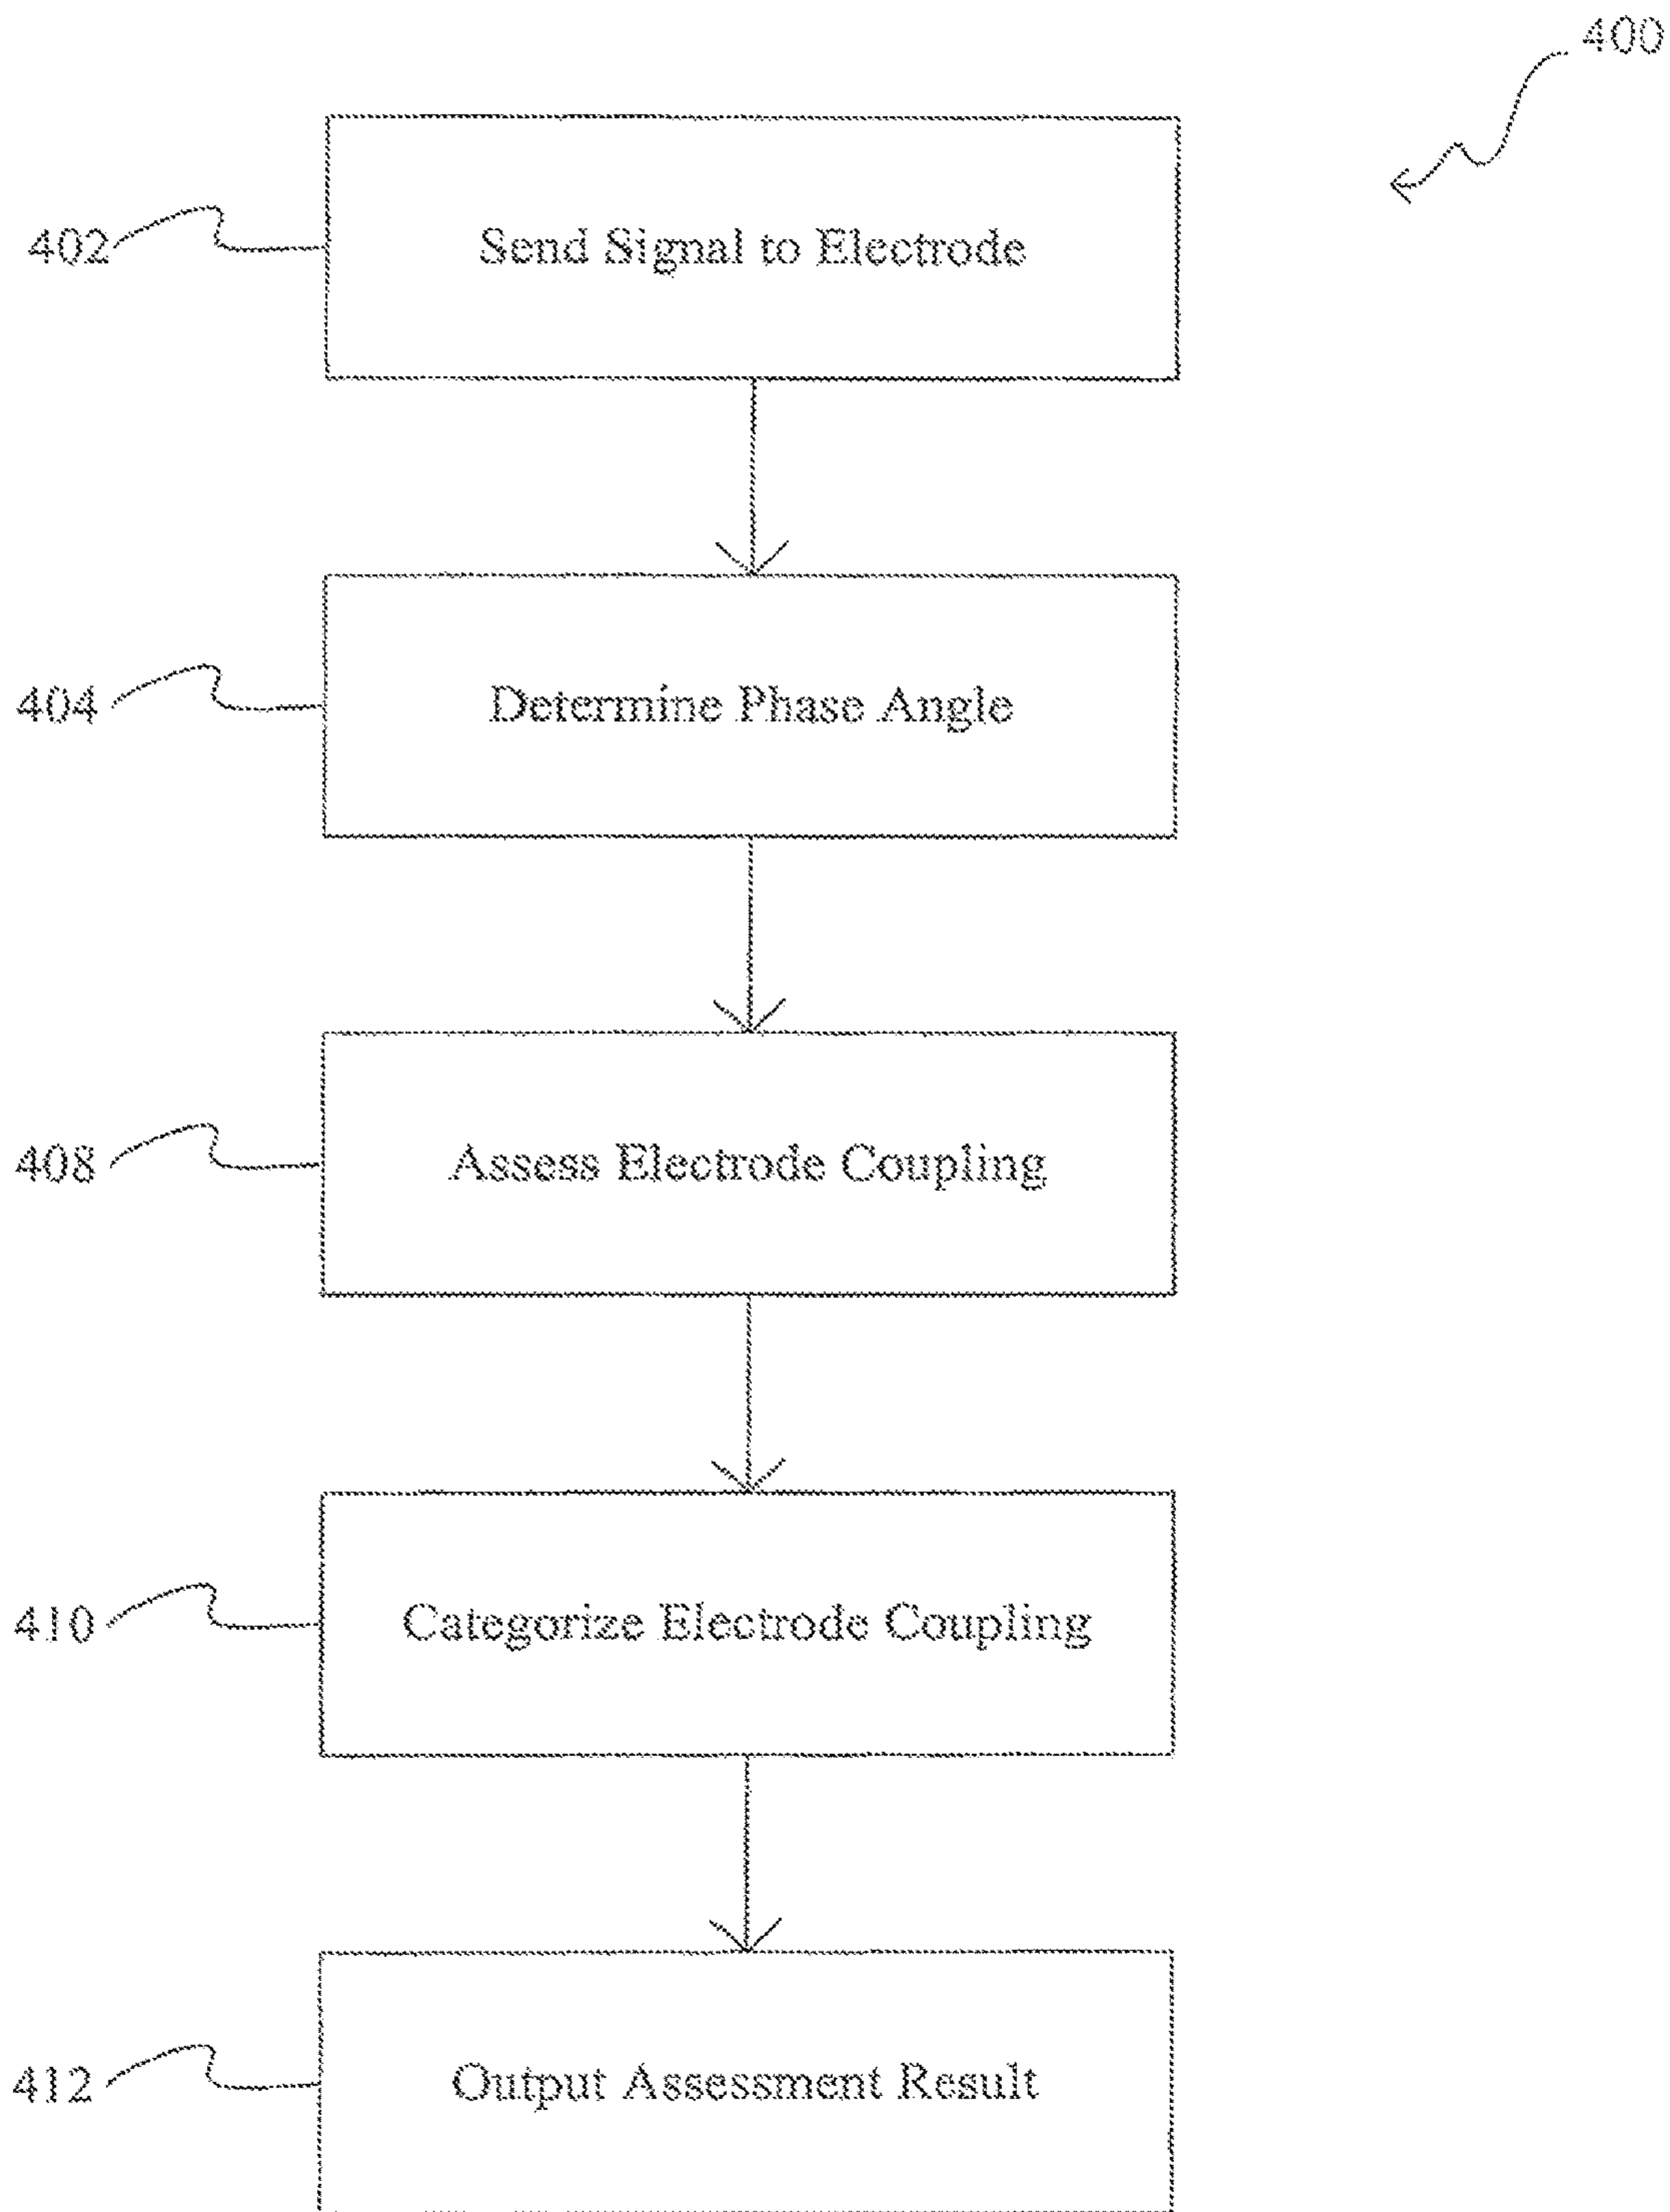 400
402
Send Signal to Electrode
404
Determine Phase Angle
408
Assess Electrode Coupling
410
Categorize Electrode Coupling
412
Output Assessment Result